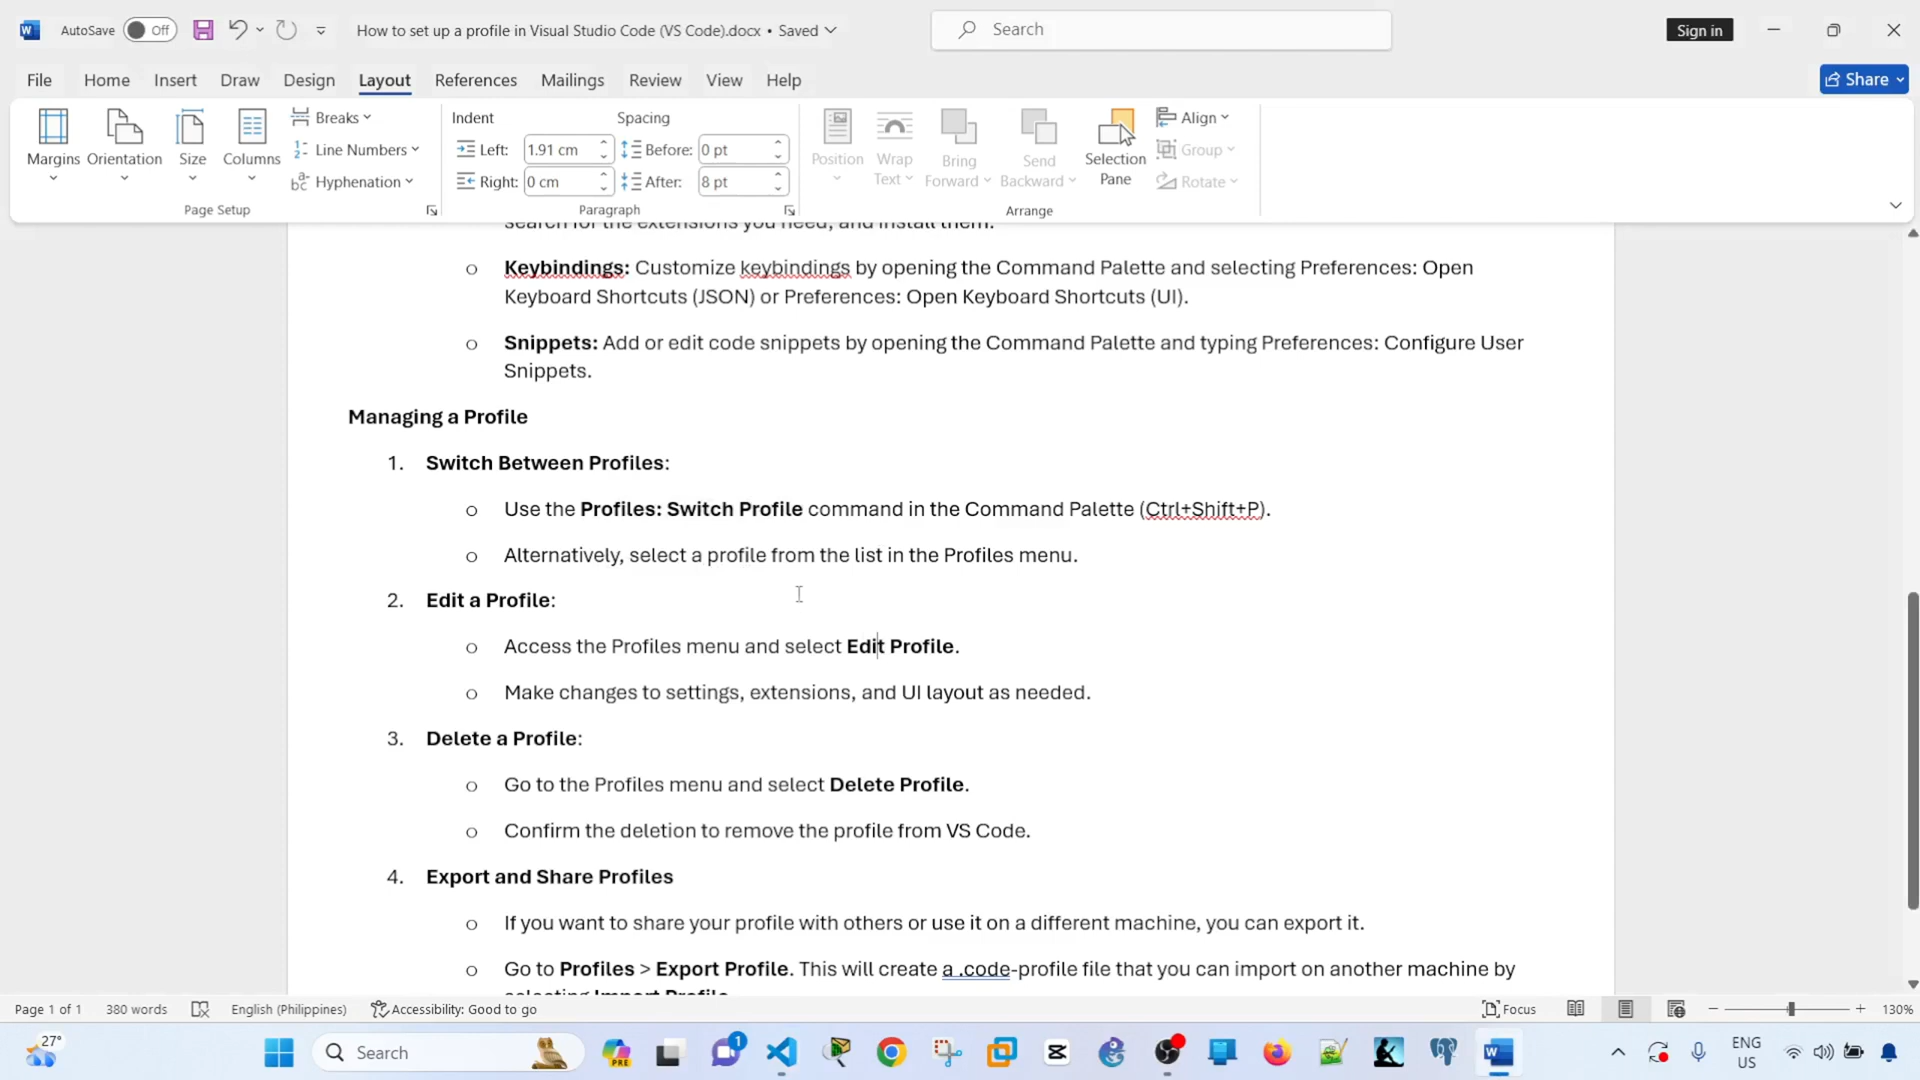 AutoSave Off How to set up a profile in Visual Studio Code (VS Code).docx • Saved Search Sign in
File Home Insert Draw Design Layout References Mailings Review View Help Share
Margins Orientation Size Columns
Breaks
Line Numbers
Hyphenation
Page Setup
Indent Spacing
Left: 1.91 cm Before: 0 pt
Right: 0 cm After: 8 pt
Paragraph
Position Wrap Text Bring Forward Send Backward Selection Pane
Align
Group
Rotate
Arrange
search for the extensions you need, and install them.
o Keybindings: Customize keybindings by opening the Command Palette and selecting Preferences: Open
Keyboard Shortcuts (JSON) or Preferences: Open Keyboard Shortcuts (UI).
o Snippets: Add or edit code snippets by opening the Command Palette and typing Preferences: Configure User
Snippets.
Managing a Profile
1. Switch Between Profiles:
o Use the Profiles: Switch Profile command in the Command Palette (Ctrl+Shift+P).
o Alternatively, select a profile from the list in the Profiles menu.
2. Edit a Profile:
o Access the Profiles menu and select Edit Profile.
o Make changes to settings, extensions, and UI layout as needed.
3. Delete a Profile:
o Go to the Profiles menu and select Delete Profile.
o Confirm the deletion to remove the profile from VS Code.
4. Export and Share Profiles
o If you want to share your profile with others or use it on a different machine, you can export it.
o Go to Profiles > Export Profile. This will create a .code-profile file that you can import on another machine by
selecting Import Profile.
Page 1 of 1 380 words English (Philippines) Accessibility: Good to go Focus 130%
27° Search PRE 1 ENG
US